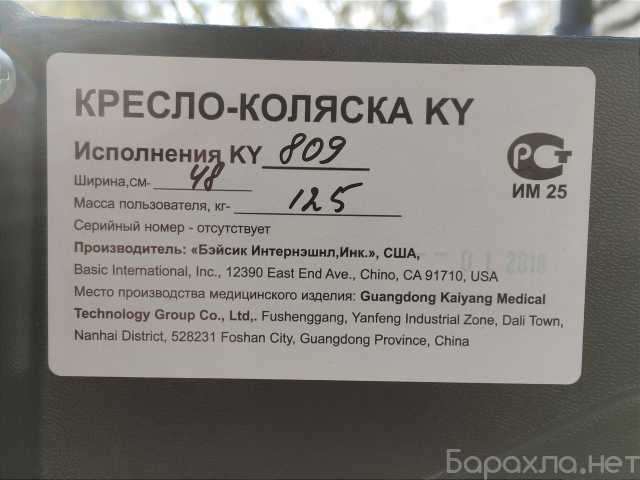 КРЕСЛО-КОЛЯСКА KY
Исполнения KY 809
Ширина,см- 48
Масса пользователя, кг- 125
Серийный номер - отсутствует
РСТ
ИМ 25
Производитель: «Бэйсик Интернэшнл,Инк.», США,
01 2018
Basic International, Inc., 12390 East End Ave., Chino, CA 91710, USA
Место производства медицинского изделия: Guangdong Kaiyang Medical
Technology Group Co., Ltd,. Fushenggang, Yanfeng Industrial Zone, Dali Town,
Nanhai District, 528231 Foshan City, Guangdong Province, China
Барахла.нет